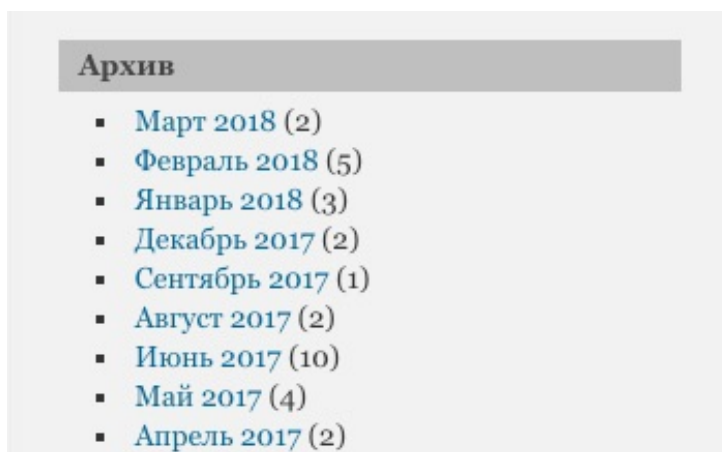 Архив
Март 2018 (2)
Февраль 2018 (5)
Январь 2018 (3)
Декабрь 2017 (2)
Сентябрь 2017 (1)
Август 2017 (2)
Июнь 2017 (10)
Май 2017 (4)
Апрель 2017 (2)